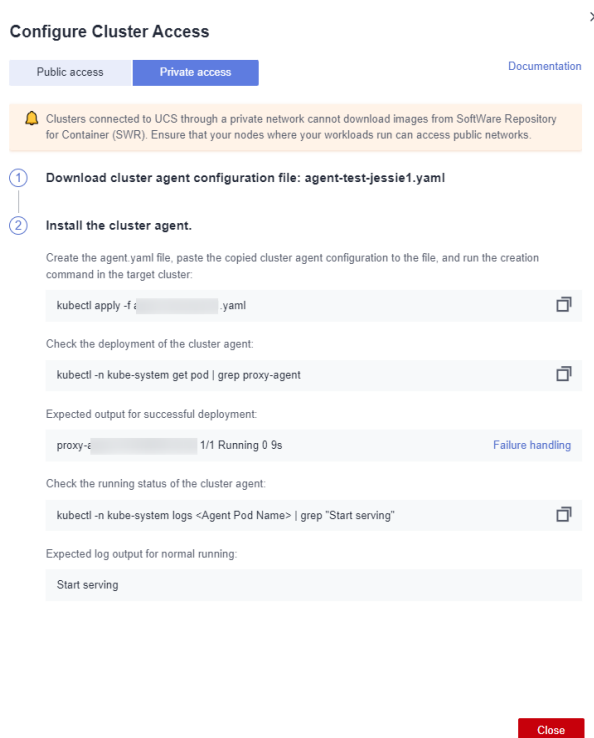 Configure Cluster Access
Public access
Private access
Documentation
Clusters connected to UCS through a private network cannot download images from SoftWare Repository
for Container (SWR). Ensure that your nodes where your workloads run can access public networks.
1 Download cluster agent configuration file: agent-test-jessie1.yaml
2 Install the cluster agent.
Create the agent.yaml file, paste the copied cluster agent configuration to the file, and run the creation
command in the target cluster:
kubectl apply -f .yaml
Check the deployment of the cluster agent:
kubectl -n kube-system get pod | grep proxy-agent
Expected output for successful deployment:
proxy- 1/1 Running 0 9s
Failure handling
Check the running status of the cluster agent:
kubectl -n kube-system logs <Agent Pod Name> | grep "Start serving"
Expected log output for normal running:
Start serving
Close